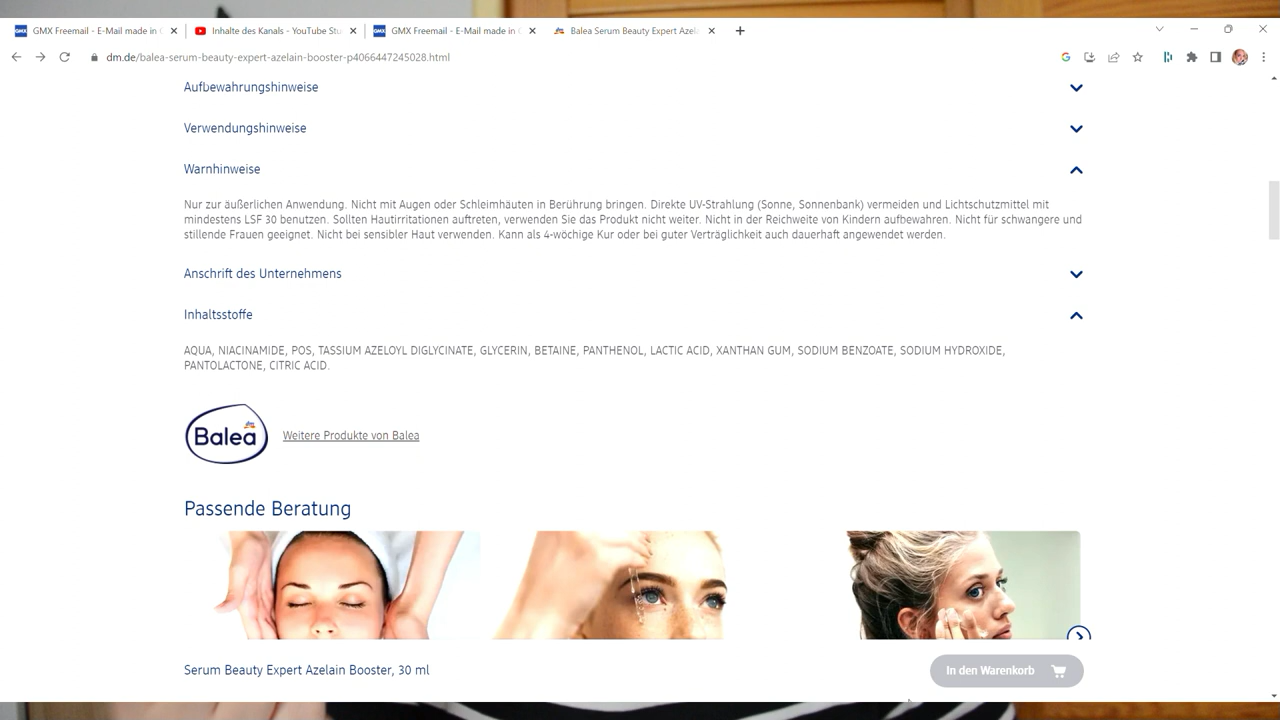 GMX Freemail - E-Mail made in
Inhalte des Kanals - YouTube Stu
GMX Freemail - E-Mail made in
Balea Serum Beauty Expert Azela
dm.de/balea-serum-beauty-expert-azelain-booster-p4066447245028.html
Aufbewahrungshinweise
Verwendungshinweise
Warnhinweise
Nur zur äußerlichen Anwendung. Nicht mit Augen oder Schleimhäuten in Berührung bringen. Direkte UV-Strahlung (Sonne, Sonnenbank) vermeiden und Lichtschutzmittel mit
mindestens LSF 30 benutzen. Sollten Hautirritationen auftreten, verwenden Sie das Produkt nicht weiter. Nicht in der Reichweite von Kindern aufbewahren. Nicht für schwangere und
stillende Frauen geeignet. Nicht bei sensibler Haut verwenden. Kann als 4-wöchige Kur oder bei guter Verträglichkeit auch dauerhaft angewendet werden.
Anschrift des Unternehmens
Inhaltsstoffe
AQUA, NIACINAMIDE, POS, TASSIUM AZELOYL DIGLYCINATE, GLYCERIN, BETAINE, PANTHENOL, LACTIC ACID, XANTHAN GUM, SODIUM BENZOATE, SODIUM HYDROXIDE,
PANTOLACTONE, CITRIC ACID.
Balea
Weitere Produkte von Balea
Passende Beratung
Serum Beauty Expert Azelain Booster, 30 ml
In den Warenkorb